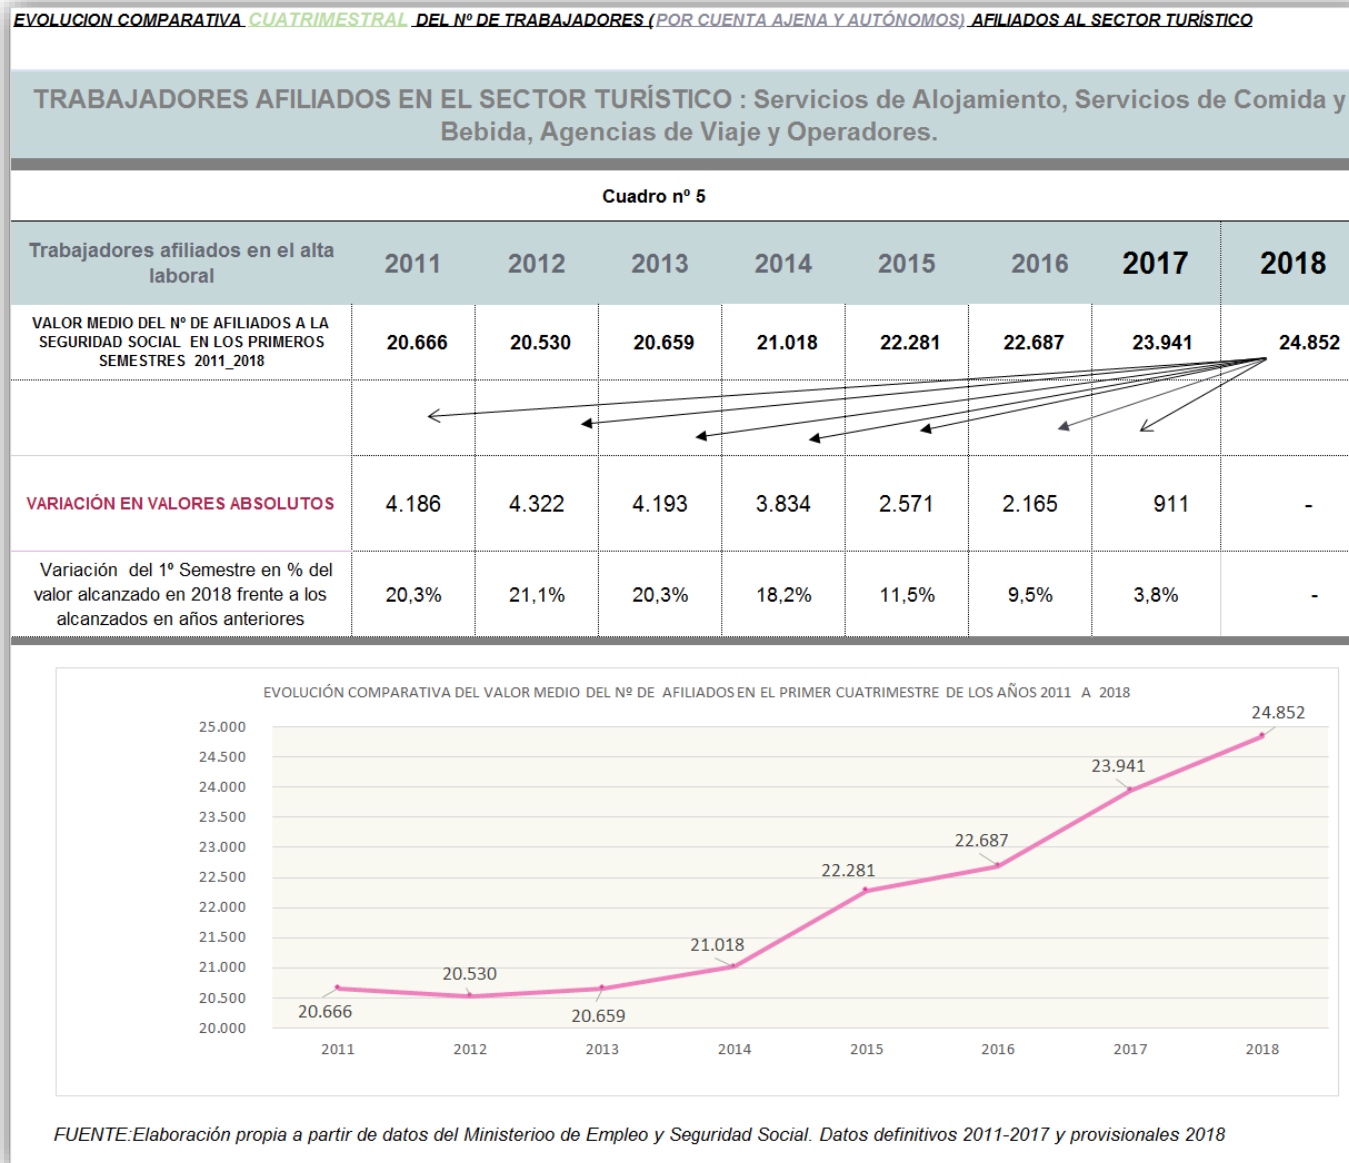 EVOLUCION COMPARATIVA CUATRIMESTRAL DEL Nº DE TRABAJADORES (POR CUENTA AJENA Y AUTÓNOMOS) AFILIADOS AL SECTOR TURÍSTICO
TRABAJADORES AFILIADOS EN EL SECTOR TURÍSTICO : Servicios de Alojamiento, Servicios de Comida y
Bebida, Agencias de Viaje y Operadores.
Cuadro nº 5
Trabajadores afiliados en el alta
laboral
2011 2012 2013 2014 2015 2016 2017 2018
VALOR MEDIO DEL Nº DE AFILIADOS A LA
SEGURIDAD SOCIAL EN LOS PRIMEROS
SEMESTRES 2011_2018
20.666 20.530 20.659 21.018 22.281 22.687 23.941 24.852
VARIACIÓN EN VALORES ABSOLUTOS 4.186 4.322 4.193 3.834 2.571 2.165 911 -
Variación del 1º Semestre en % del
valor alcanzado en 2018 frente a los
alcanzados en años anteriores
20,3% 21,1% 20,3% 18,2% 11,5% 9,5% 3,8% -
EVOLUCIÓN COMPARATIVA DEL VALOR MEDIO DEL Nº DE AFILIADOS EN EL PRIMER CUATRIMESTRE DE LOS AÑOS 2011 A 2018
25.000
24.500
24.000
23.500
23.000
22.500
22.000
21.500
21.000
20.500
20.000
20.666
20.530
20.659
21.018
22.281
22.687
23.941
24.852
2011 2012 2013 2014 2015 2016 2017 2018
FUENTE:Elaboración propia a partir de datos del Ministerioo de Empleo y Seguridad Social. Datos definitivos 2011-2017 y provisionales 2018